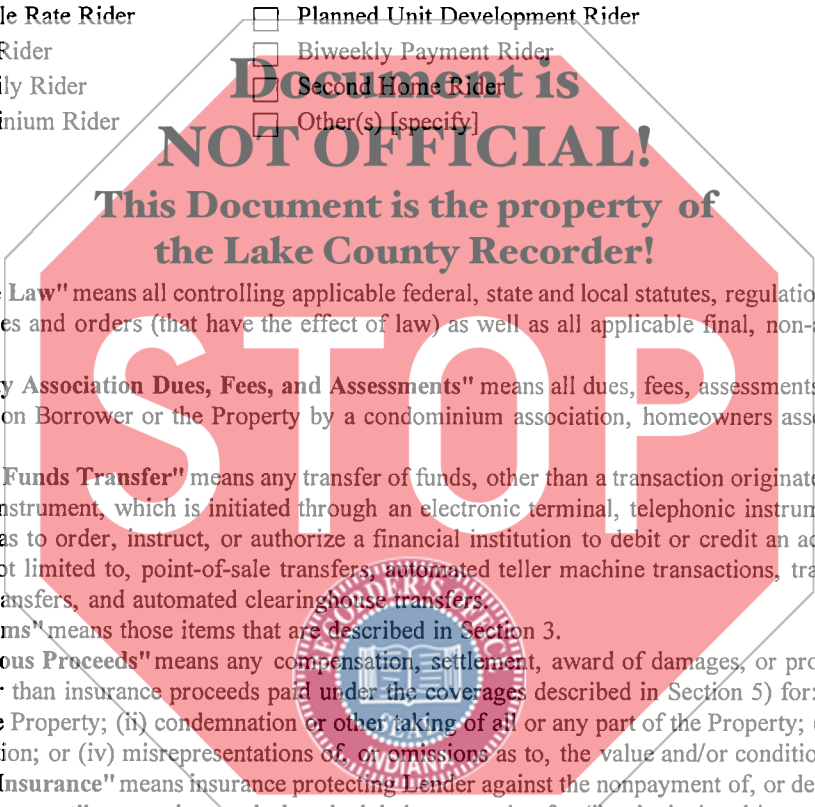 le Rate Rider ☐ Planned Unit Development Rider
Rider ☐ Biweekly Payment Rider
ily Rider ☐ Second Home Rider
inium Rider ☐ Other(s) [specify]
Document is
NOT OFFICIAL!
This Document is the property of
the Lake County Recorder!
Law" means all controlling applicable federal, state and local statutes, regulatio
es and orders (that have the effect of law) as well as all applicable final, non-
y Association Dues, Fees, and Assessments" means all dues, fees, assessments
on Borrower or the Property by a condominium association, homeowners asso
Funds Transfer" means any transfer of funds, other than a transaction originate
nstrument, which is initiated through an electronic terminal, telephonic instrum
as to order, instruct, or authorize a financial institution to debit or credit an ac
ot limited to, point-of-sale transfers, automated teller machine transactions, tra
ansfers, and automated clearinghouse transfers.
ms" means those items that are described in Section 3.
ous Proceeds" means any compensation, settlement, award of damages, or pro
r than insurance proceeds paid under the coverages described in Section 5) for:
e Property; (ii) condemnation or other taking of all or any part of the Property; (
ion; or (iv) misrepresentations of, or omissions as to, the value and/or conditio
Insurance" means insurance protecting Lender against the nonpayment of, or de
STOP
RECORDER'S OFFIC
SEAL
INDIANA